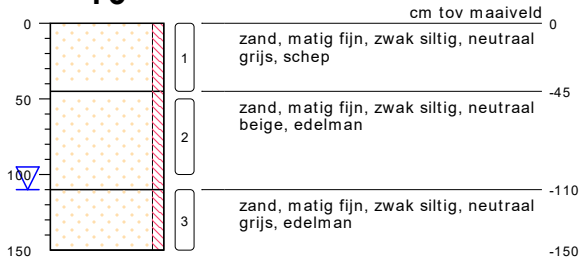 cm tov maaiveld
0
0
zand, matig fijn, zwak siltig, neutraal
grijs, schep
1
-45
50
zand, matig fijn, zwak siltig, neutraal
beige, edelman
2
100
-110
zand, matig fijn, zwak siltig, neutraal
grijs, edelman
3
150
-150